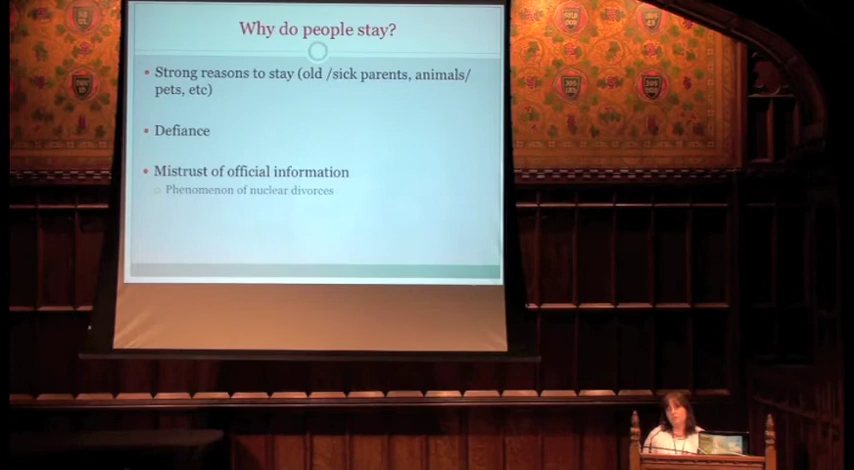 Why do people stay?
Strong reasons to stay (old /sick parents, animals/
pets, etc)
Defiance
Mistrust of official information
Phenomenon of nuclear divorces